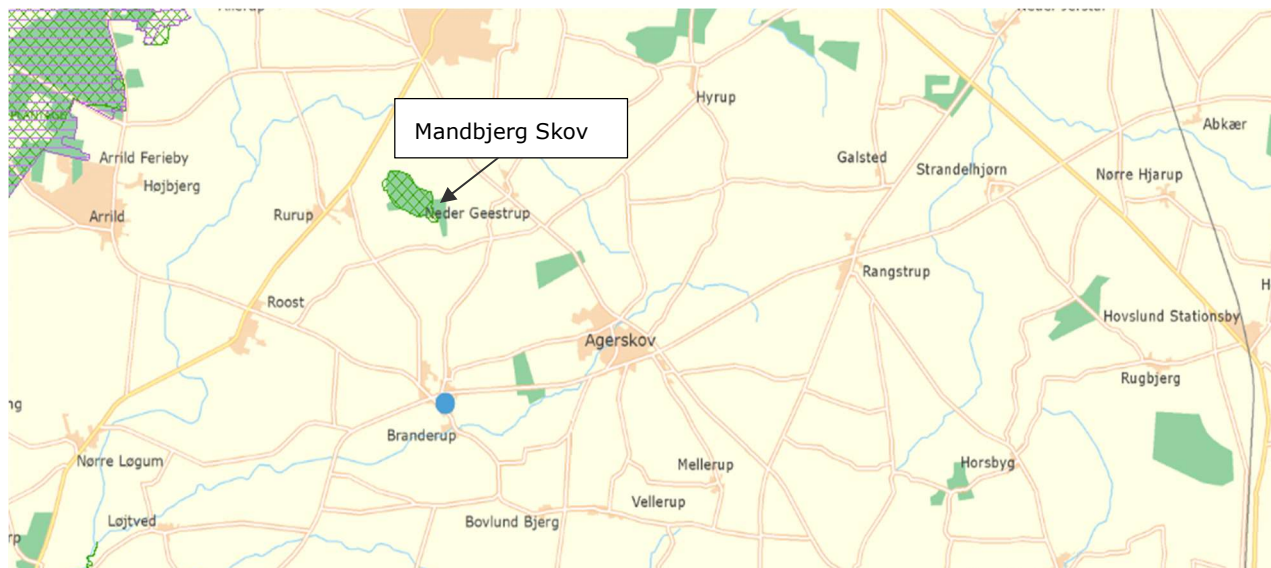 Hyrup
Mandbjerg Skov
Abkær
Arrild Ferieby
Galsted
Strandelhjørn
Nørre Hjarup
Højbjerg
Arrild
Rurup
Neder Geestrup
Rangstrup
Roost
Hovslund Stationsby
Agerskov
Rugbjerg
Branderup
Nørre Løgum
Mellerup
Horsbyg
Vellerup
Løjtved
Bovlund Bjerg